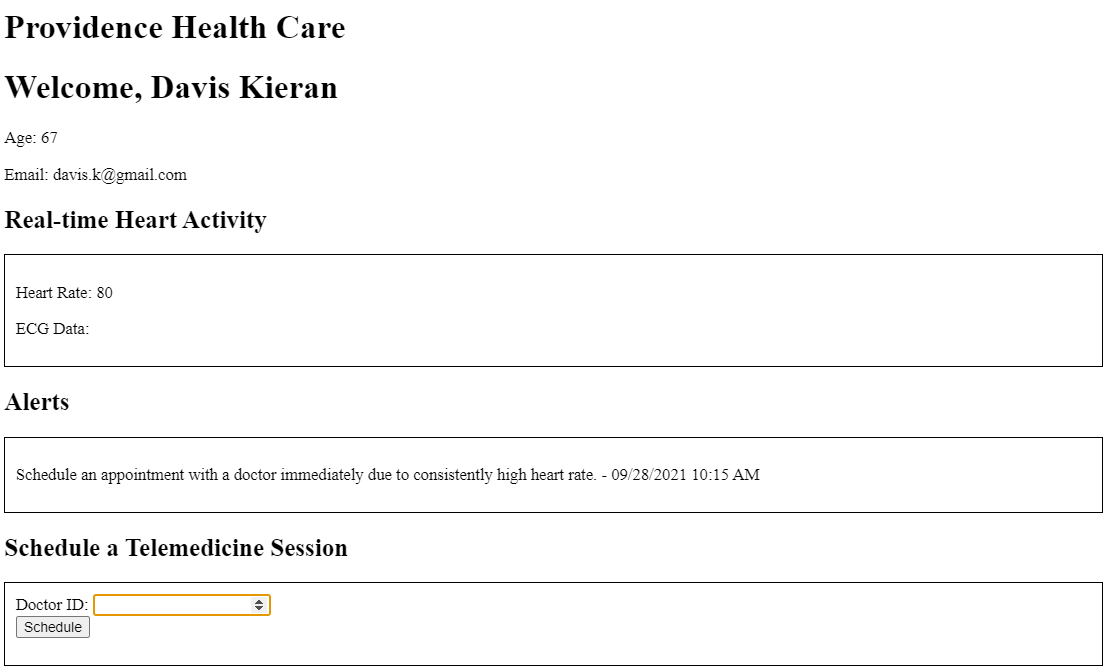 Providence Health Care
Welcome, Davis Kieran
Age: 67
Email: davis.k@gmail.com
Real-time Heart Activity
Heart Rate: 80
ECG Data:
Alerts
Schedule an appointment with a doctor immediately due to consistently high heart rate. - 09/28/2021 10:15 AM
Schedule a Telemedicine Session
Doctor ID:
Schedule